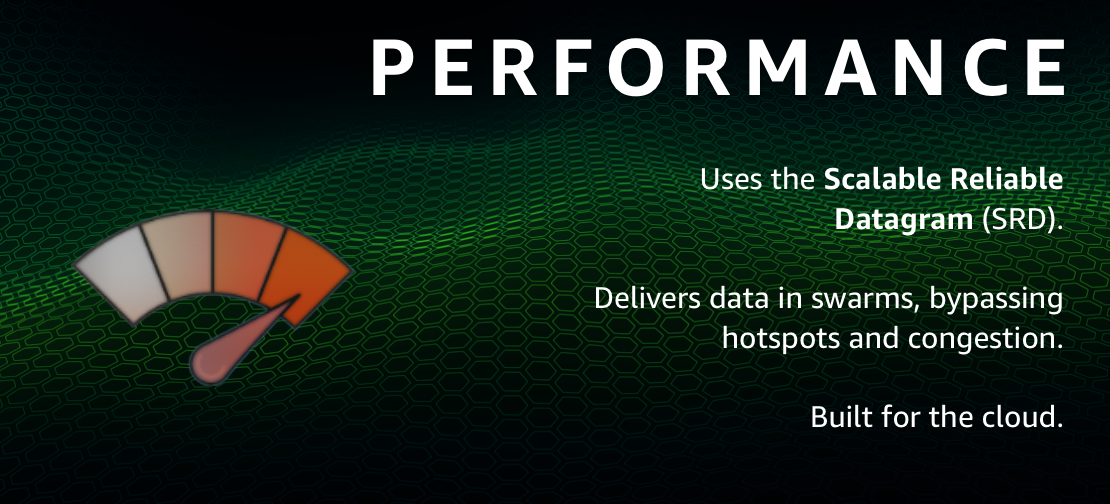 PERFORMANCE
Uses the Scalable Reliable
Datagram (SRD).
Delivers data in swarms, bypassing
hotspots and congestion.
Built for the cloud.